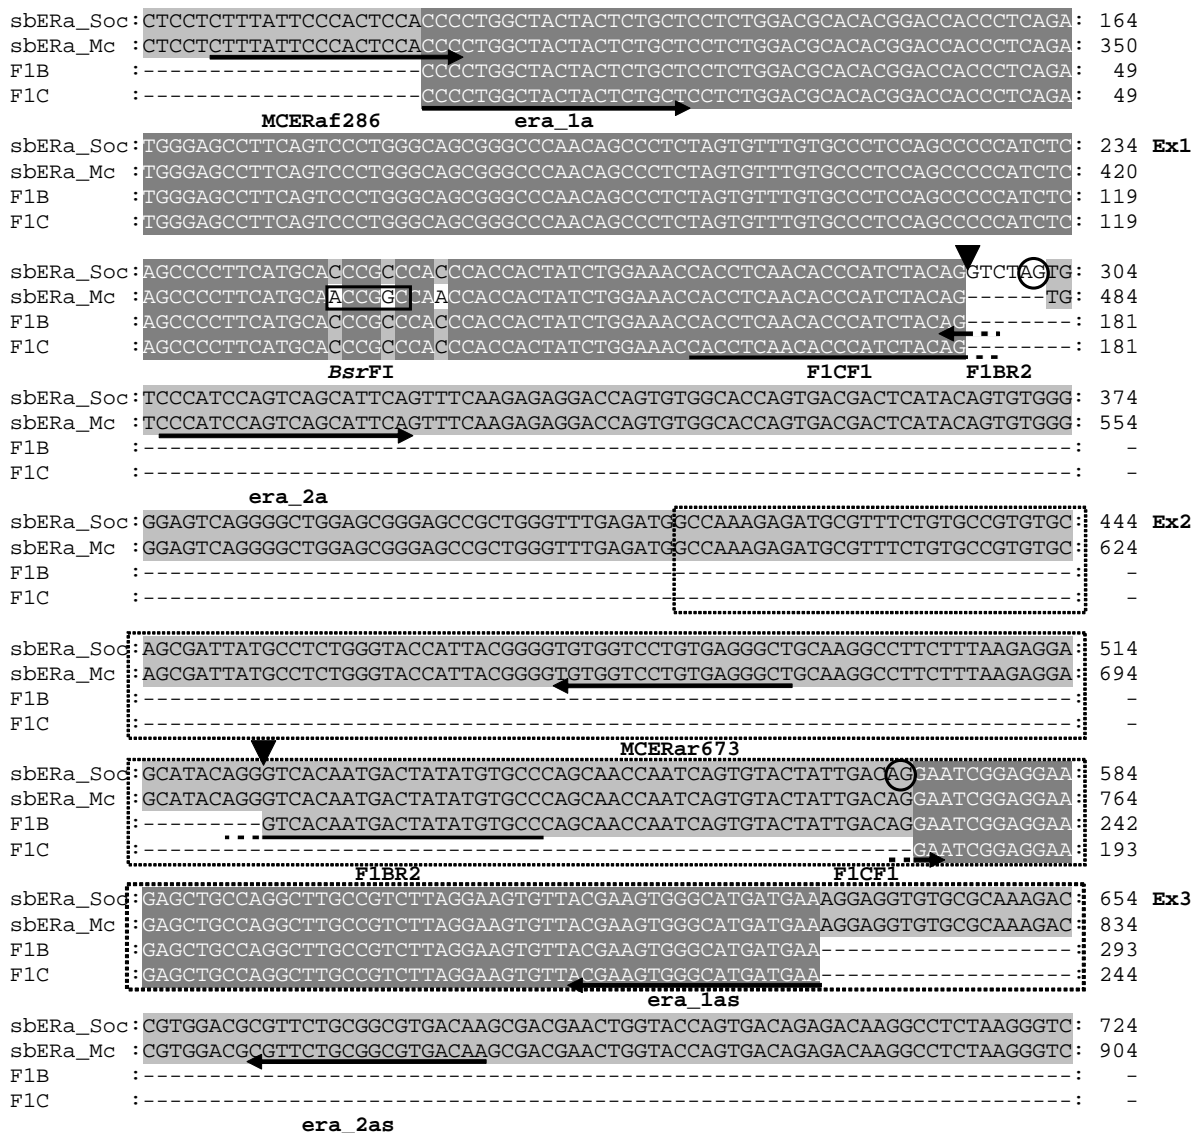 sbERa_Soc:CTCCTCTTTATTCCCACTCCACCCCTGGCTACTACTCTGCTCCTCTGGACGCACACGGACCACCCTCAGA: 164
sbERa_Mc :CTCCTCTTTATTCCCACTCCACCCCTGGCTACTACTCTGCTCCTCTGGACGCACACGGACCACCCTCAGA: 350
F1B :---------------------CCCCTGGCTACTACTCTGCTCCTCTGGACGCACACGGACCACCCTCAGA: 49
F1C :---------------------CCCCTGGCTACTACTCTGCTCCTCTGGACGCACACGGACCACCCTCAGA: 49
MCERaf286 era_1a
sbERa_Soc:TGGGAGCCTTCAGTCCCTGGGCAGCGGGCCCAACAGCCCTCTAGTGTTTGTGCCCTCCAGCCCCCATCTC: 234 Ex1
sbERa_Mc :TGGGAGCCTTCAGTCCCTGGGCAGCGGGCCCAACAGCCCTCTAGTGTTTGTGCCCTCCAGCCCCCATCTC: 420
F1B :TGGGAGCCTTCAGTCCCTGGGCAGCGGGCCCAACAGCCCTCTAGTGTTTGTGCCCTCCAGCCCCCATCTC: 119
F1C :TGGGAGCCTTCAGTCCCTGGGCAGCGGGCCCAACAGCCCTCTAGTGTTTGTGCCCTCCAGCCCCCATCTC: 119
sbERa_Soc:AGCCCCTTCATGCACCCGCCCACCCACCACTATCTGGAAACCACCTCAACACCCATCTACAGGTCTAGTG: 304
sbERa_Mc :AGCCCCTTCATGCAACCGGCCAACCACCACTATCTGGAAACCACCTCAACACCCATCTACAG------TG: 484
F1B :AGCCCCTTCATGCACCCGCCCACCCACCACTATCTGGAAACCACCTCAACACCCATCTACAG--------: 181
F1C :AGCCCCTTCATGCACCCGCCCACCCACCACTATCTGGAAACCACCTCAACACCCATCTACAG--------: 181
BsrFI F1CF1 F1BR2
sbERa_Soc:TCCCATCCAGTCAGCATTCAGTTTCAAGAGAGGACCAGTGTGGCACCAGTGACGACTCATACAGTGTGGG: 374
sbERa_Mc :TCCCATCCAGTCAGCATTCAGTTTCAAGAGAGGACCAGTGTGGCACCAGTGACGACTCATACAGTGTGGG: 554
F1B :----------------------------------------------------------------------: -
F1C :----------------------------------------------------------------------: -
era_2a
sbERa_Soc:GGAGTCAGGGGCTGGAGCGGGAGCCGCTGGGTTTGAGATGGCCAAAGAGATGCGTTTCTGTGCCGTGTGC: 444 Ex2
sbERa_Mc :GGAGTCAGGGGCTGGAGCGGGAGCCGCTGGGTTTGAGATGGCCAAAGAGATGCGTTTCTGTGCCGTGTGC: 624
F1B :----------------------------------------------------------------------: -
F1C :----------------------------------------------------------------------: -
sbERa_Soc:AGCGATTATGCCTCTGGGTACCATTACGGGGTGTGGTCCTGTGAGGGCTGCAAGGCCTTCTTTAAGAGGA: 514
sbERa_Mc :AGCGATTATGCCTCTGGGTACCATTACGGGGTGTGGTCCTGTGAGGGCTGCAAGGCCTTCTTTAAGAGGA: 694
F1B :----------------------------------------------------------------------: -
F1C :----------------------------------------------------------------------: -
MCERar673
sbERa_Soc:GCATACAGGGTCACAATGACTATATGTGCCCAGCAACCAATCAGTGTACTATTGACAGGAATCGGAGGAA: 584
sbERa_Mc :GCATACAGGGTCACAATGACTATATGTGCCCAGCAACCAATCAGTGTACTATTGACAGGAATCGGAGGAA: 764
F1B :---------GTCACAATGACTATATGTGCCCAGCAACCAATCAGTGTACTATTGACAGGAATCGGAGGAA: 242
F1C :----------------------------------------------------------GAATCGGAGGAA: 193
F1BR2 F1CF1
sbERa_Soc:GAGCTGCCAGGCTTGCCGTCTTAGGAAGTGTTACGAAGTGGGCATGATGAAAGGAGGTGTGCGCAAAGAC: 654 Ex3
sbERa_Mc :GAGCTGCCAGGCTTGCCGTCTTAGGAAGTGTTACGAAGTGGGCATGATGAAAGGAGGTGTGCGCAAAGAC: 834
F1B :GAGCTGCCAGGCTTGCCGTCTTAGGAAGTGTTACGAAGTGGGCATGATGAA-------------------: 293
F1C :GAGCTGCCAGGCTTGCCGTCTTAGGAAGTGTTACGAAGTGGGCATGATGAA-------------------: 244
era_1as
sbERa_Soc:CGTGGACGCGTTCTGCGGCGTGACAAGCGACGAACTGGTACCAGTGACAGAGACAAGGCCTCTAAGGGTC: 724
sbERa_Mc :CGTGGACGCGTTCTGCGGCGTGACAAGCGACGAACTGGTACCAGTGACAGAGACAAGGCCTCTAAGGGTC: 904
F1B :----------------------------------------------------------------------: -
F1C :----------------------------------------------------------------------: -
era_2as